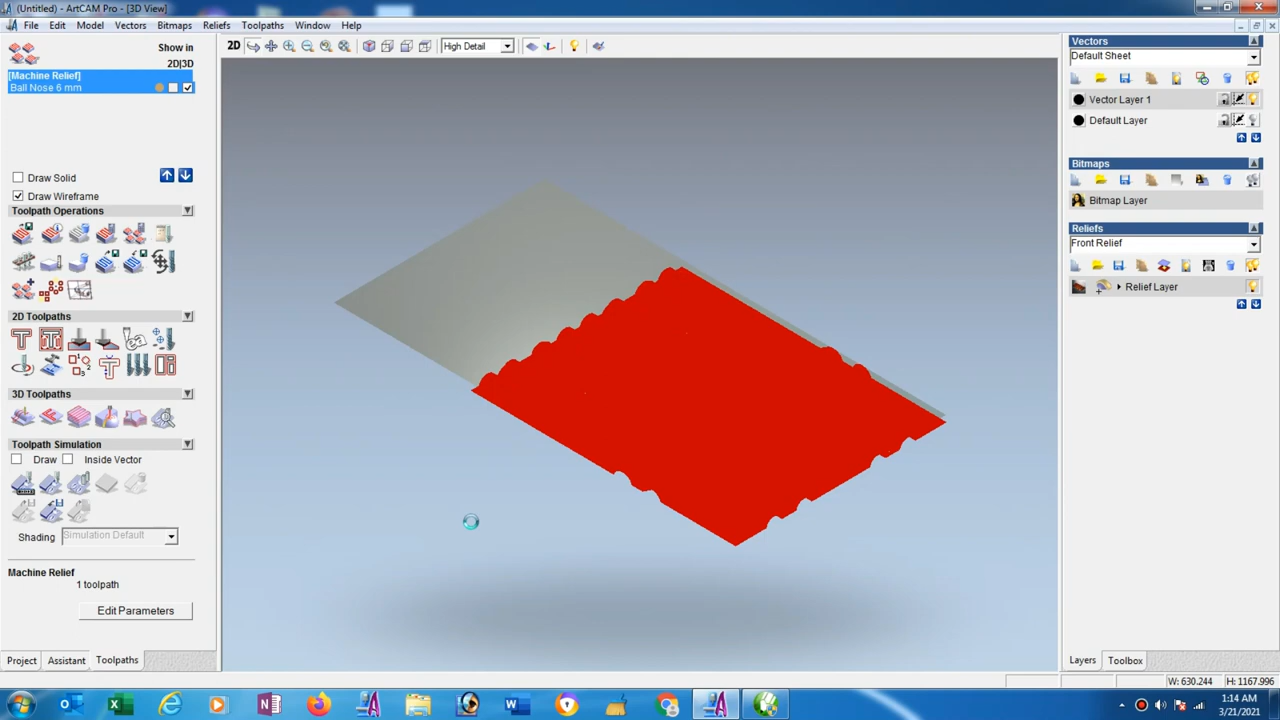 (Untitled) - ArtCAM Pro - [3D View]
File Edit Model Vectors Bitmaps Reliefs Toolpaths Window Help
Show in
2D|3D
[Machine Relief]
Ball Nose 6 mm
Draw Solid
Draw Wireframe
Toolpath Operations
2D Toolpaths
3D Toolpaths
Toolpath Simulation
Draw Inside Vector
Shading Simulation Default
Machine Relief
1 toolpath
Edit Parameters
Project Assistant Toolpaths
2D High Detail
Vectors
Default Sheet
Vector Layer 1
Default Layer
Bitmaps
Bitmap Layer
Reliefs
Front Relief
Relief Layer
Layers Toolbox
W: 630.244 H: 1167.996
1:14 AM
3/21/2021